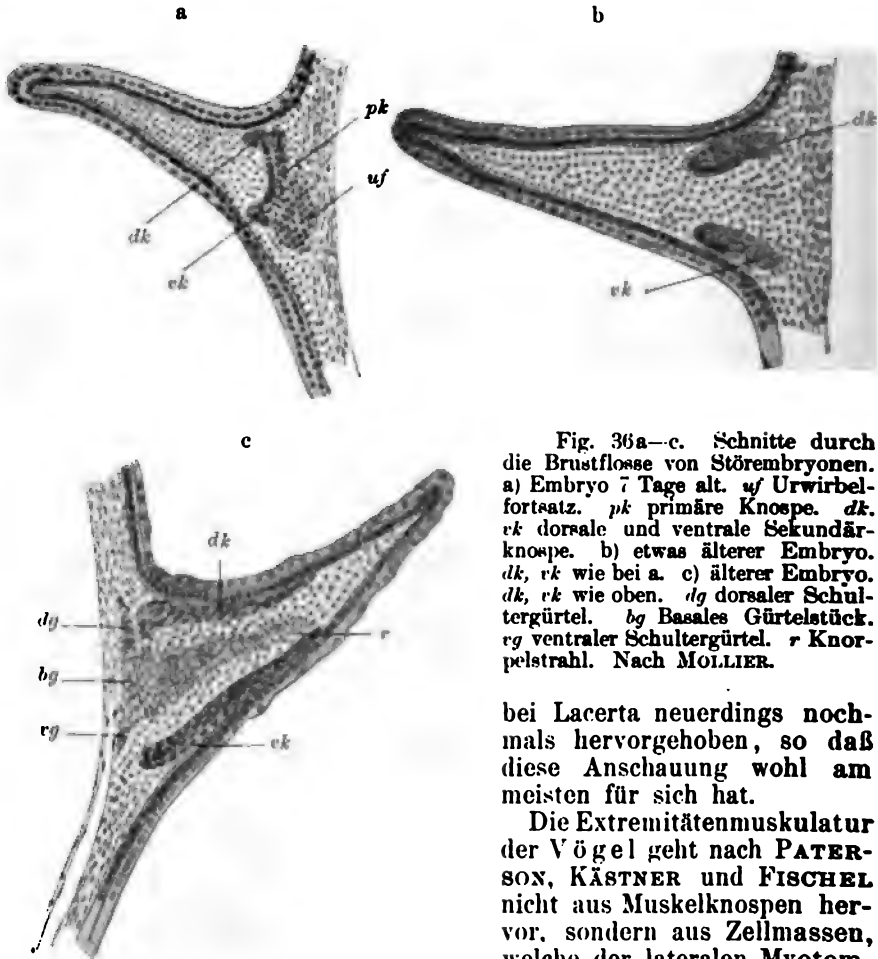 a
b
pk
uf
dk
vk
dk
vk
c
dk
dg
r
bg
vg
vk
Fig. 36a—c. Schnitte durch
die Brustflosse von Störembryonen.
a) Embryo 7 Tage alt. uf Urwirbel-
fortsatz. pk primäre Knospe. dk.
vk dorsale und ventrale Sekundär-
knospe. b) etwas älterer Embryo.
dk, vk wie bei a. c) älterer Embryo.
dk, vk wie oben. dg dorsaler Schul-
tergürtel. bg Basales Gürtelstück.
vg ventraler Schultergürtel. r Knor-
pelstrahl. Nach MOLLIER.
bei Lacerta neuerdings noch-
mals hervorgehoben, so daß
diese Anschauung wohl am
meisten für sich hat.
Die Extremitätenmuskulatur
der Vögel geht nach PATER-
SON, KÄSTNER und FISCHEL
nicht aus Muskelknospen her-
vor, sondern aus Zellmassen,
welche der lateralen Myotom-